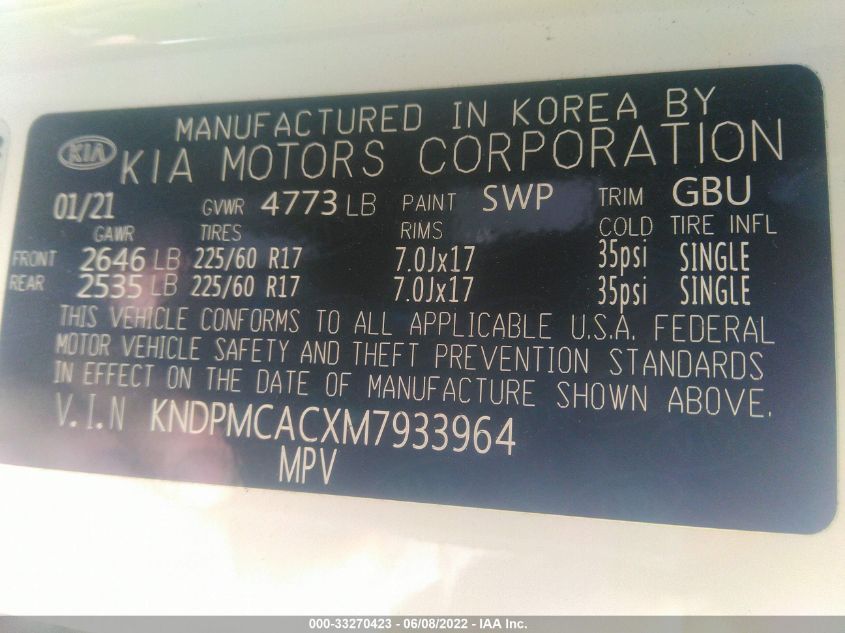 MANUFACTURED IN KOREA BY
KIA KIA MOTORS CORPORATION
01/21 GVWR 4773 LB PAINT SWP TRIM GBU
GAWR TIRES RIMS COLD TIRE INFL
FRONT 2646 LB 225/60 R17 7.0Jx17 35psi SINGLE
REAR 2535 LB 225/60 R17 7.0Jx17 35psi SINGLE
THIS VEHICLE CONFORMS TO ALL APPLICABLE U.S.A. FEDERAL
MOTOR VEHICLE SAFETY AND THEFT PREVENTION STANDARDS
IN EFFECT ON THE DATE OF MANUFACTURE SHOWN ABOVE.
V.I.N KNDPMCACXM7933964
MPV
000-33270423 - 06/08/2022 - IAA Inc.